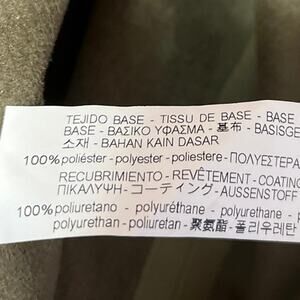 TEJIDO BASE - TISSU DE BASE - BASE
BASE - ΒΑΣΙΚΟ ΥΦΑΣΜΑ - 基布 - BASISGE
소재 - BAHAN KAIN DASAR
100% poliéster - polyester - poliestere - ΠΟΛΥΕΣΤΕΡΑ
RECUBRIMIENTO - REVÊTEMENT - COATING
ΠΙΚΑΛΥΨΗ - コーティング - AUSSENSTOFF
100% poliuretano - polyuréthane - polyurethane - p
polyurethan - poliuretan - 聚氨酯 - 폴리우레탄